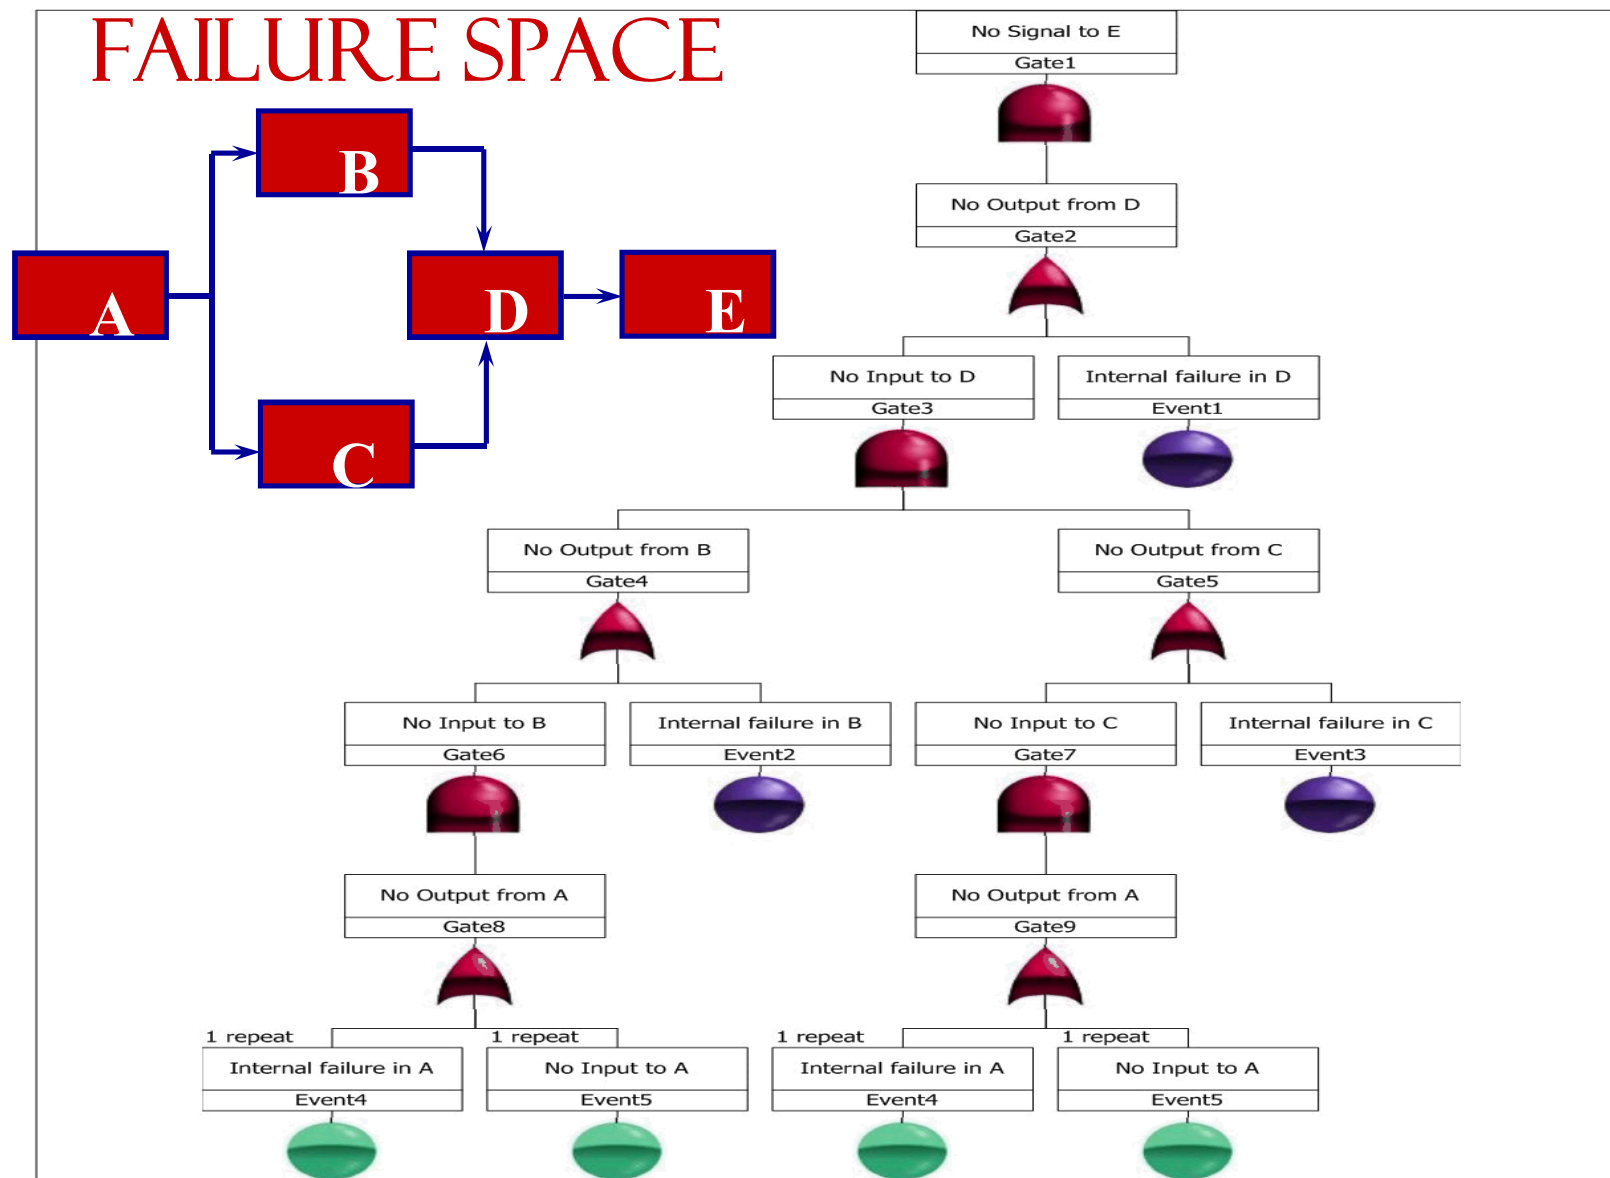 FAILURE SPACE
B
A
D
E
C
No Signal to E
Gate1
No Output from D
Gate2
No Input to D
Gate3
Internal failure in D
Event1
No Output from B
Gate4
No Output from C
Gate5
No Input to B
Gate6
Internal failure in B
Event2
No Input to C
Gate7
Internal failure in C
Event3
No Output from A
Gate8
No Output from A
Gate9
1 repeat
Internal failure in A
Event4
1 repeat
No Input to A
Event5
1 repeat
Internal failure in A
Event4
1 repeat
No Input to A
Event5